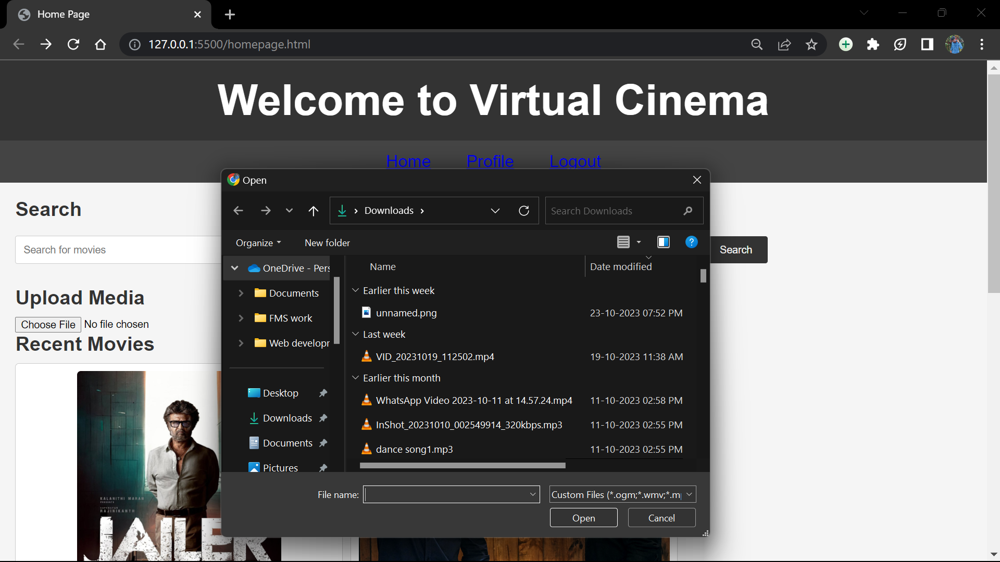 Home Page
127.0.0.1:5500/homepage.html
Welcome to Virtual Cinema
Home Profile Logout
Open
Downloads
Search Downloads
Organize New folder
Search
Search for movies
Search
Upload Media
Choose File No file chosen
Recent Movies
OneDrive - Pers
Documents
FMS work
Web developr
Desktop
Downloads
Documents
Pictures
Name Date modified
Earlier this week
unnamed.png 23-10-2023 07:52 PM
Last week
VID_20231019_112502.mp4 19-10-2023 11:38 AM
Earlier this month
WhatsApp Video 2023-10-11 at 14.57.24.mp4 11-10-2023 02:58 PM
InShot_20231010_002549914_320kbps.mp3 11-10-2023 02:55 PM
dance song1.mp3 11-10-2023 02:55 PM
File name:
Custom Files (*.ogm;*.wmv;*.m
Open Cancel
KALANITHI MARAN
PRESENTS
SUPERSTAR
RAJINIKANTH
JAILER